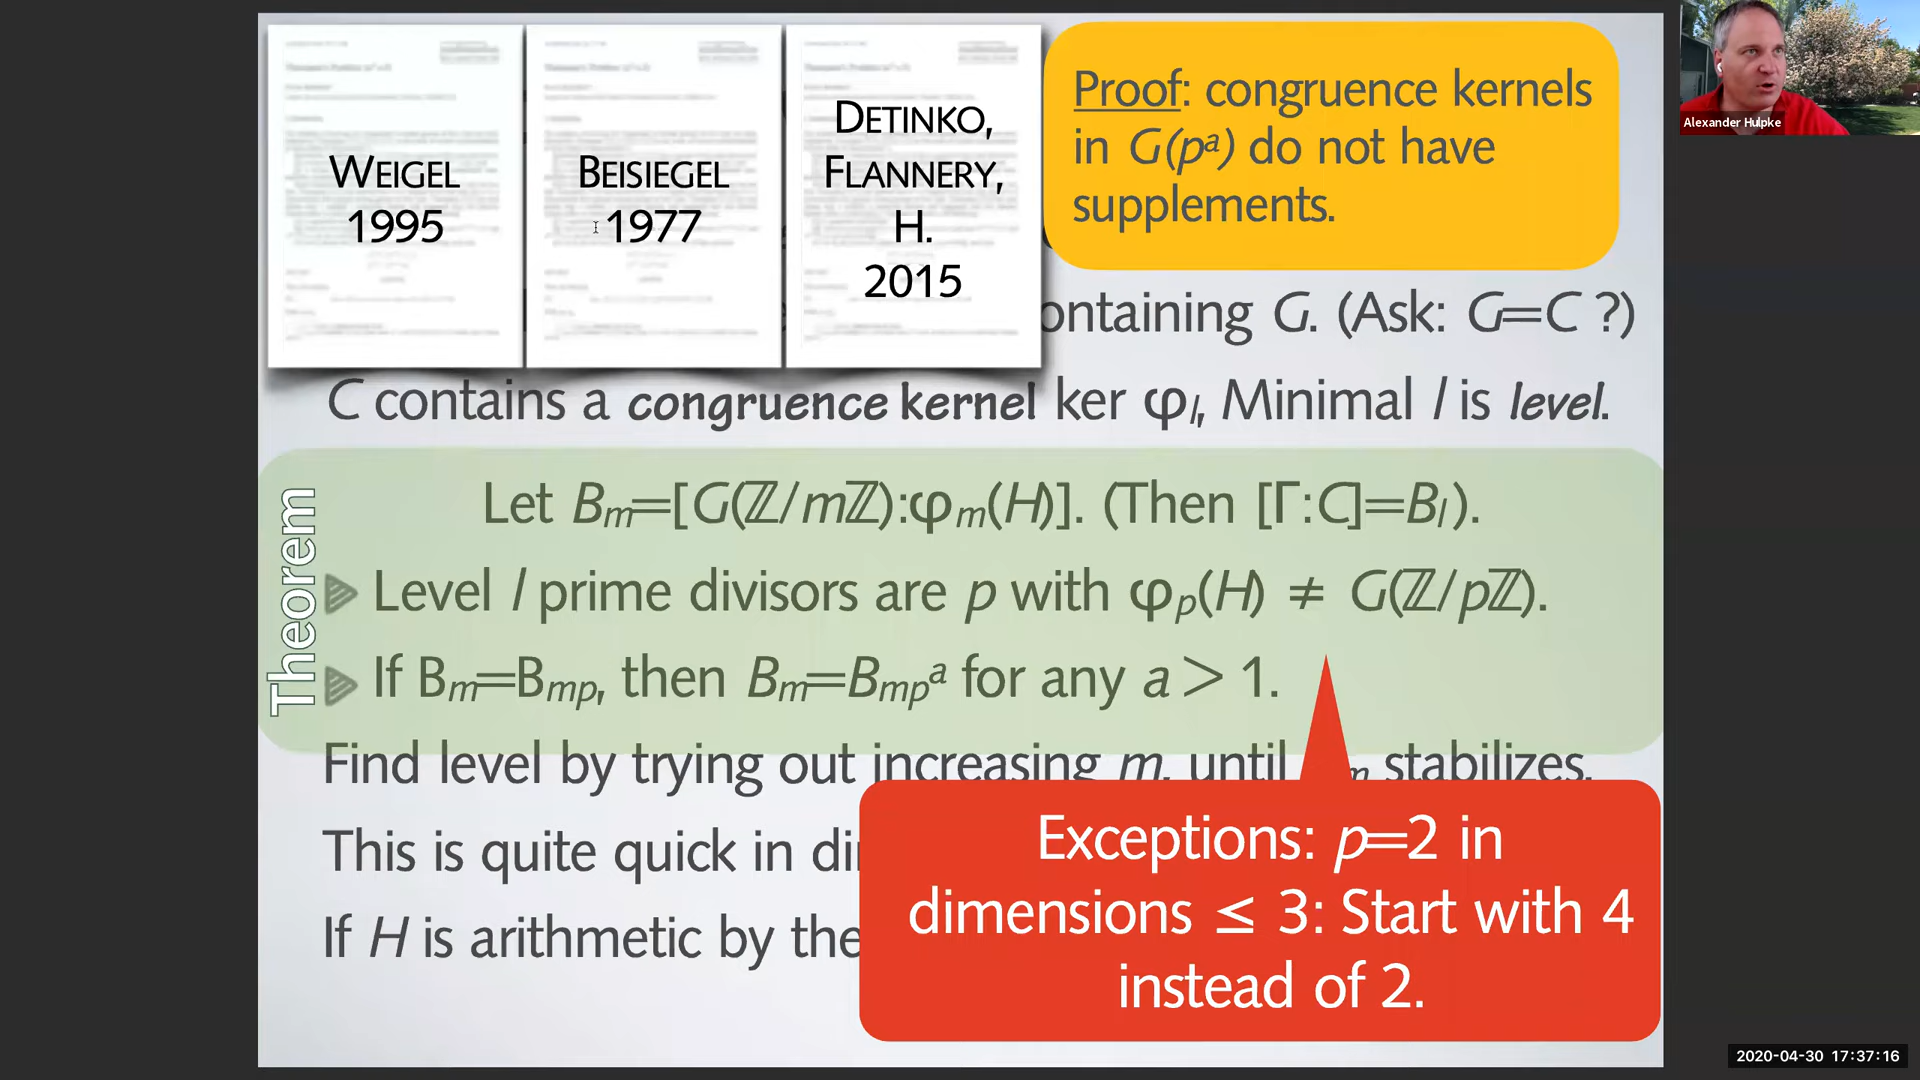 WEIGEL
1995
BEISIEGEL
1977
DETINKO,
FLANNERY,
H.
2015
Proof: congruence kernels
in G(pᵃ) do not have
supplements.
Alexander Hulpke
ontaining G. (Ask: G=C ?)
C contains a congruence kernel ker φₗ, Minimal l is level.
Theorem
Let Bₘ=[G(ℤ/mℤ):φₘ(H)]. (Then [Γ:C]=Bₗ).
Level l prime divisors are p with φₚ(H) ≠ G(ℤ/pℤ).
If Bₘ=Bₘₚ, then Bₘ=Bₘₚᵃ for any a > 1.
Find level by trying out increasing m, until ₘ stabilizes.
This is quite quick in di
If H is arithmetic by the
Exceptions: p=2 in
dimensions ≤ 3: Start with 4
instead of 2.
2020-04-30 17:37:16